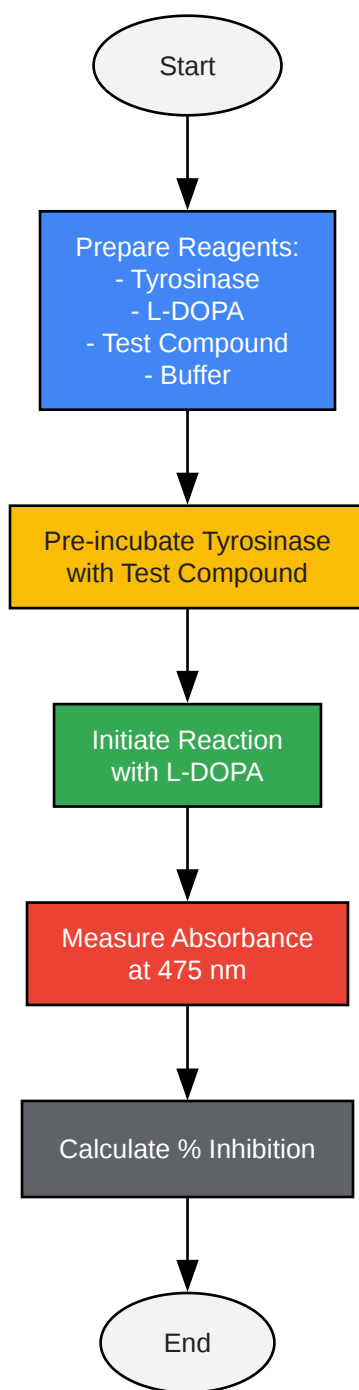 Start
Prepare Reagents:
- Tyrosinase
- L-DOPA
- Test Compound
- Buffer
Pre-incubate Tyrosinase
with Test Compound
Initiate Reaction
with L-DOPA
Measure Absorbance
at 475 nm
Calculate % Inhibition
End